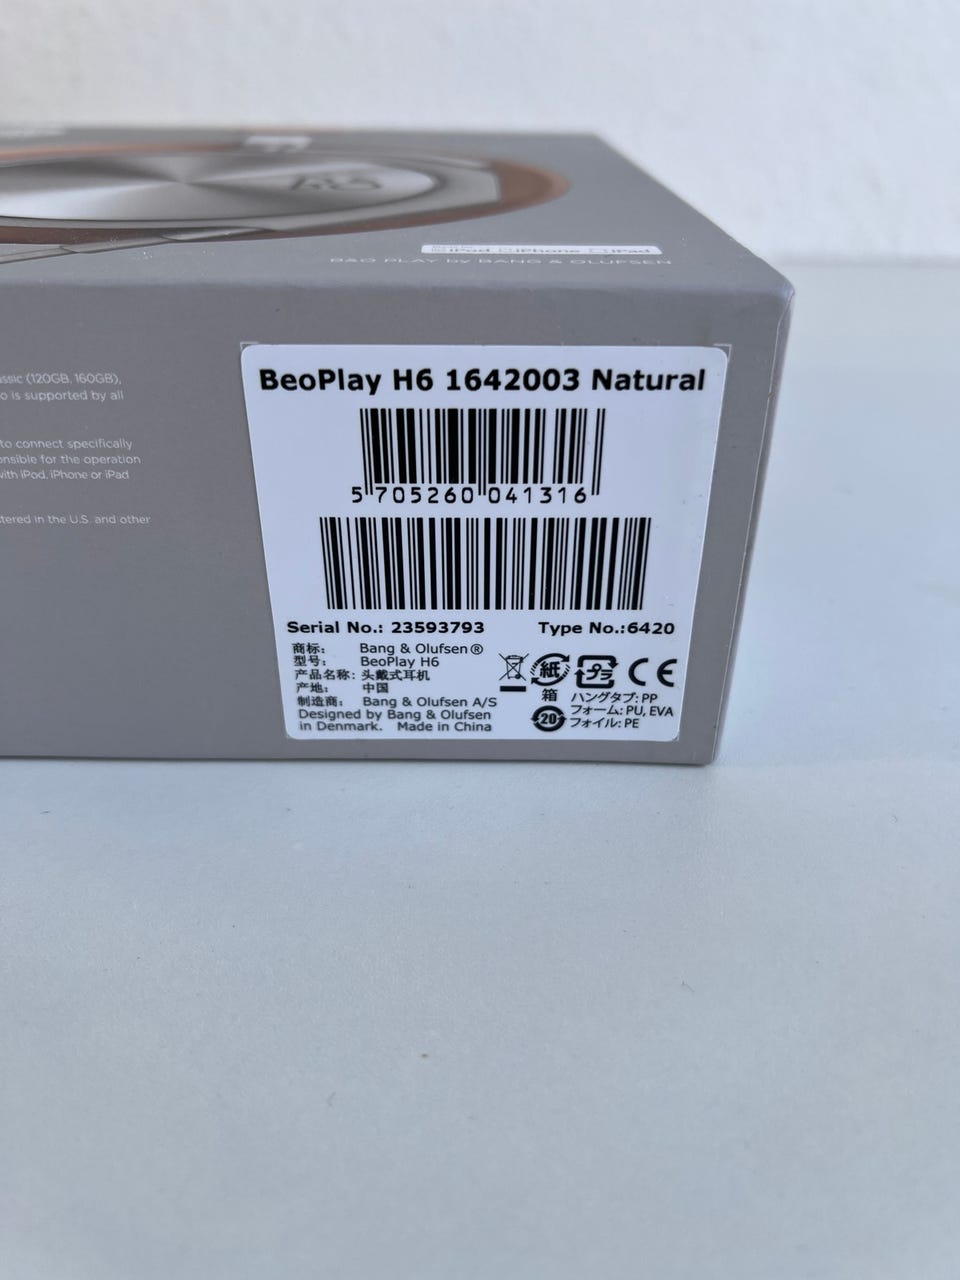 iPod iPhone iPad
B&O PLAY by BANG & OLUFSEN
ssic (120GB, 160GB),
o is supported by all
to connect specifically
onsible for the operation
with iPod, iPhone or iPad
tered in the U.S. and other
BeoPlay H6 1642003 Natural
5 705260 041316
Serial No.: 23593793 Type No.:6420
商标: Bang & Olufsen®
型号: BeoPlay H6
产品名称: 头戴式耳机
产地: 中国
制造商: Bang & Olufsen A/S
Designed by Bang & Olufsen
in Denmark. Made in China
紙 プラ CE
箱 ハングタブ: PP
20 フォーム: PU, EVA
フォイル: PE